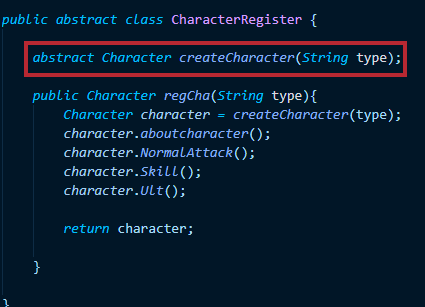 public abstract class CharacterRegister {
abstract Character createCharacter(String type);
public Character regCha(String type){
Character character = createCharacter(type);
character.aboutcharacter();
character.NormalAttack();
character.Skill();
character.Ult();
return character;
}
}